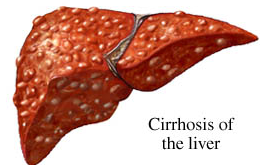 Cirrhosis of
the liver